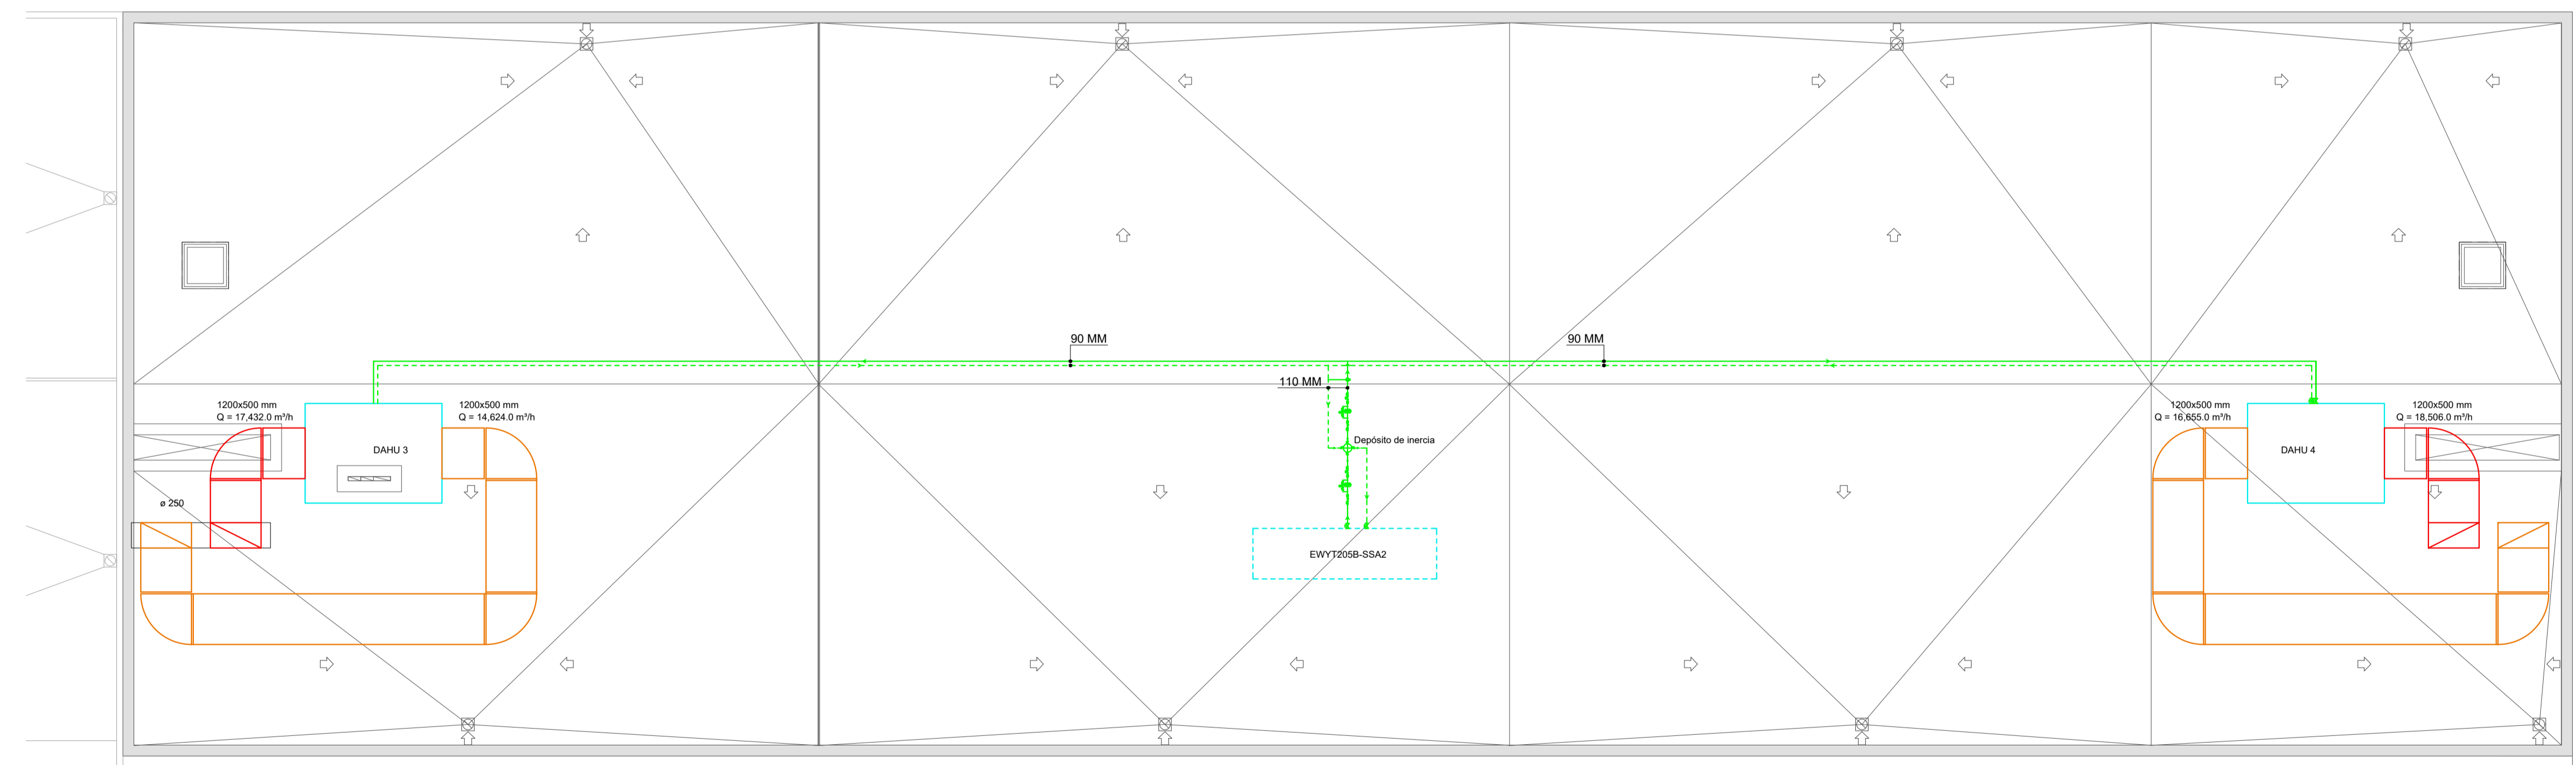 90 MM
90 MM
110 MM
1200x500 mm
Q = 17,432.0 m³/h
1200x500 mm
Q = 14,624.0 m³/h
1200x500 mm
Q = 16,655.0 m³/h
1200x500 mm
Q = 18,506.0 m³/h
Depósito de inercia
DAHU 3
DAHU 4
ø 250
EWYT205B-SSA2